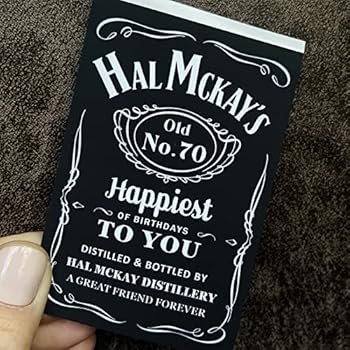 HAL MCKAY'S
Old
No.70
Happiest
OF BIRTHDAYS
TO YOU
DISTILLED & BOTTLED BY
HAL MCKAY DISTILLERY
A GREAT FRIEND FOREVER